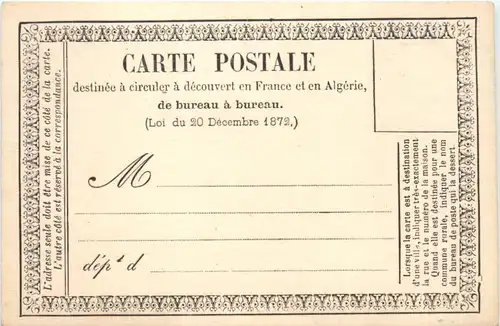 CARTE POSTALE
destinée à circuler à découvert en France et en Algérie,
de bureau à bureau.
(Loi du 20 Décembre 1872.)
M
dépt d
L'adresse seule doit être mise de ce côté de la carte.
L'autre côté est réservé à la correspondance.
Lorsque la carte est à destination
d'une ville, indiquer très-exactement
la rue et le numéro de la maison.
Quand elle est destinée pour une
commune rurale, indiquer le nom
du bureau de poste qui la dessert.